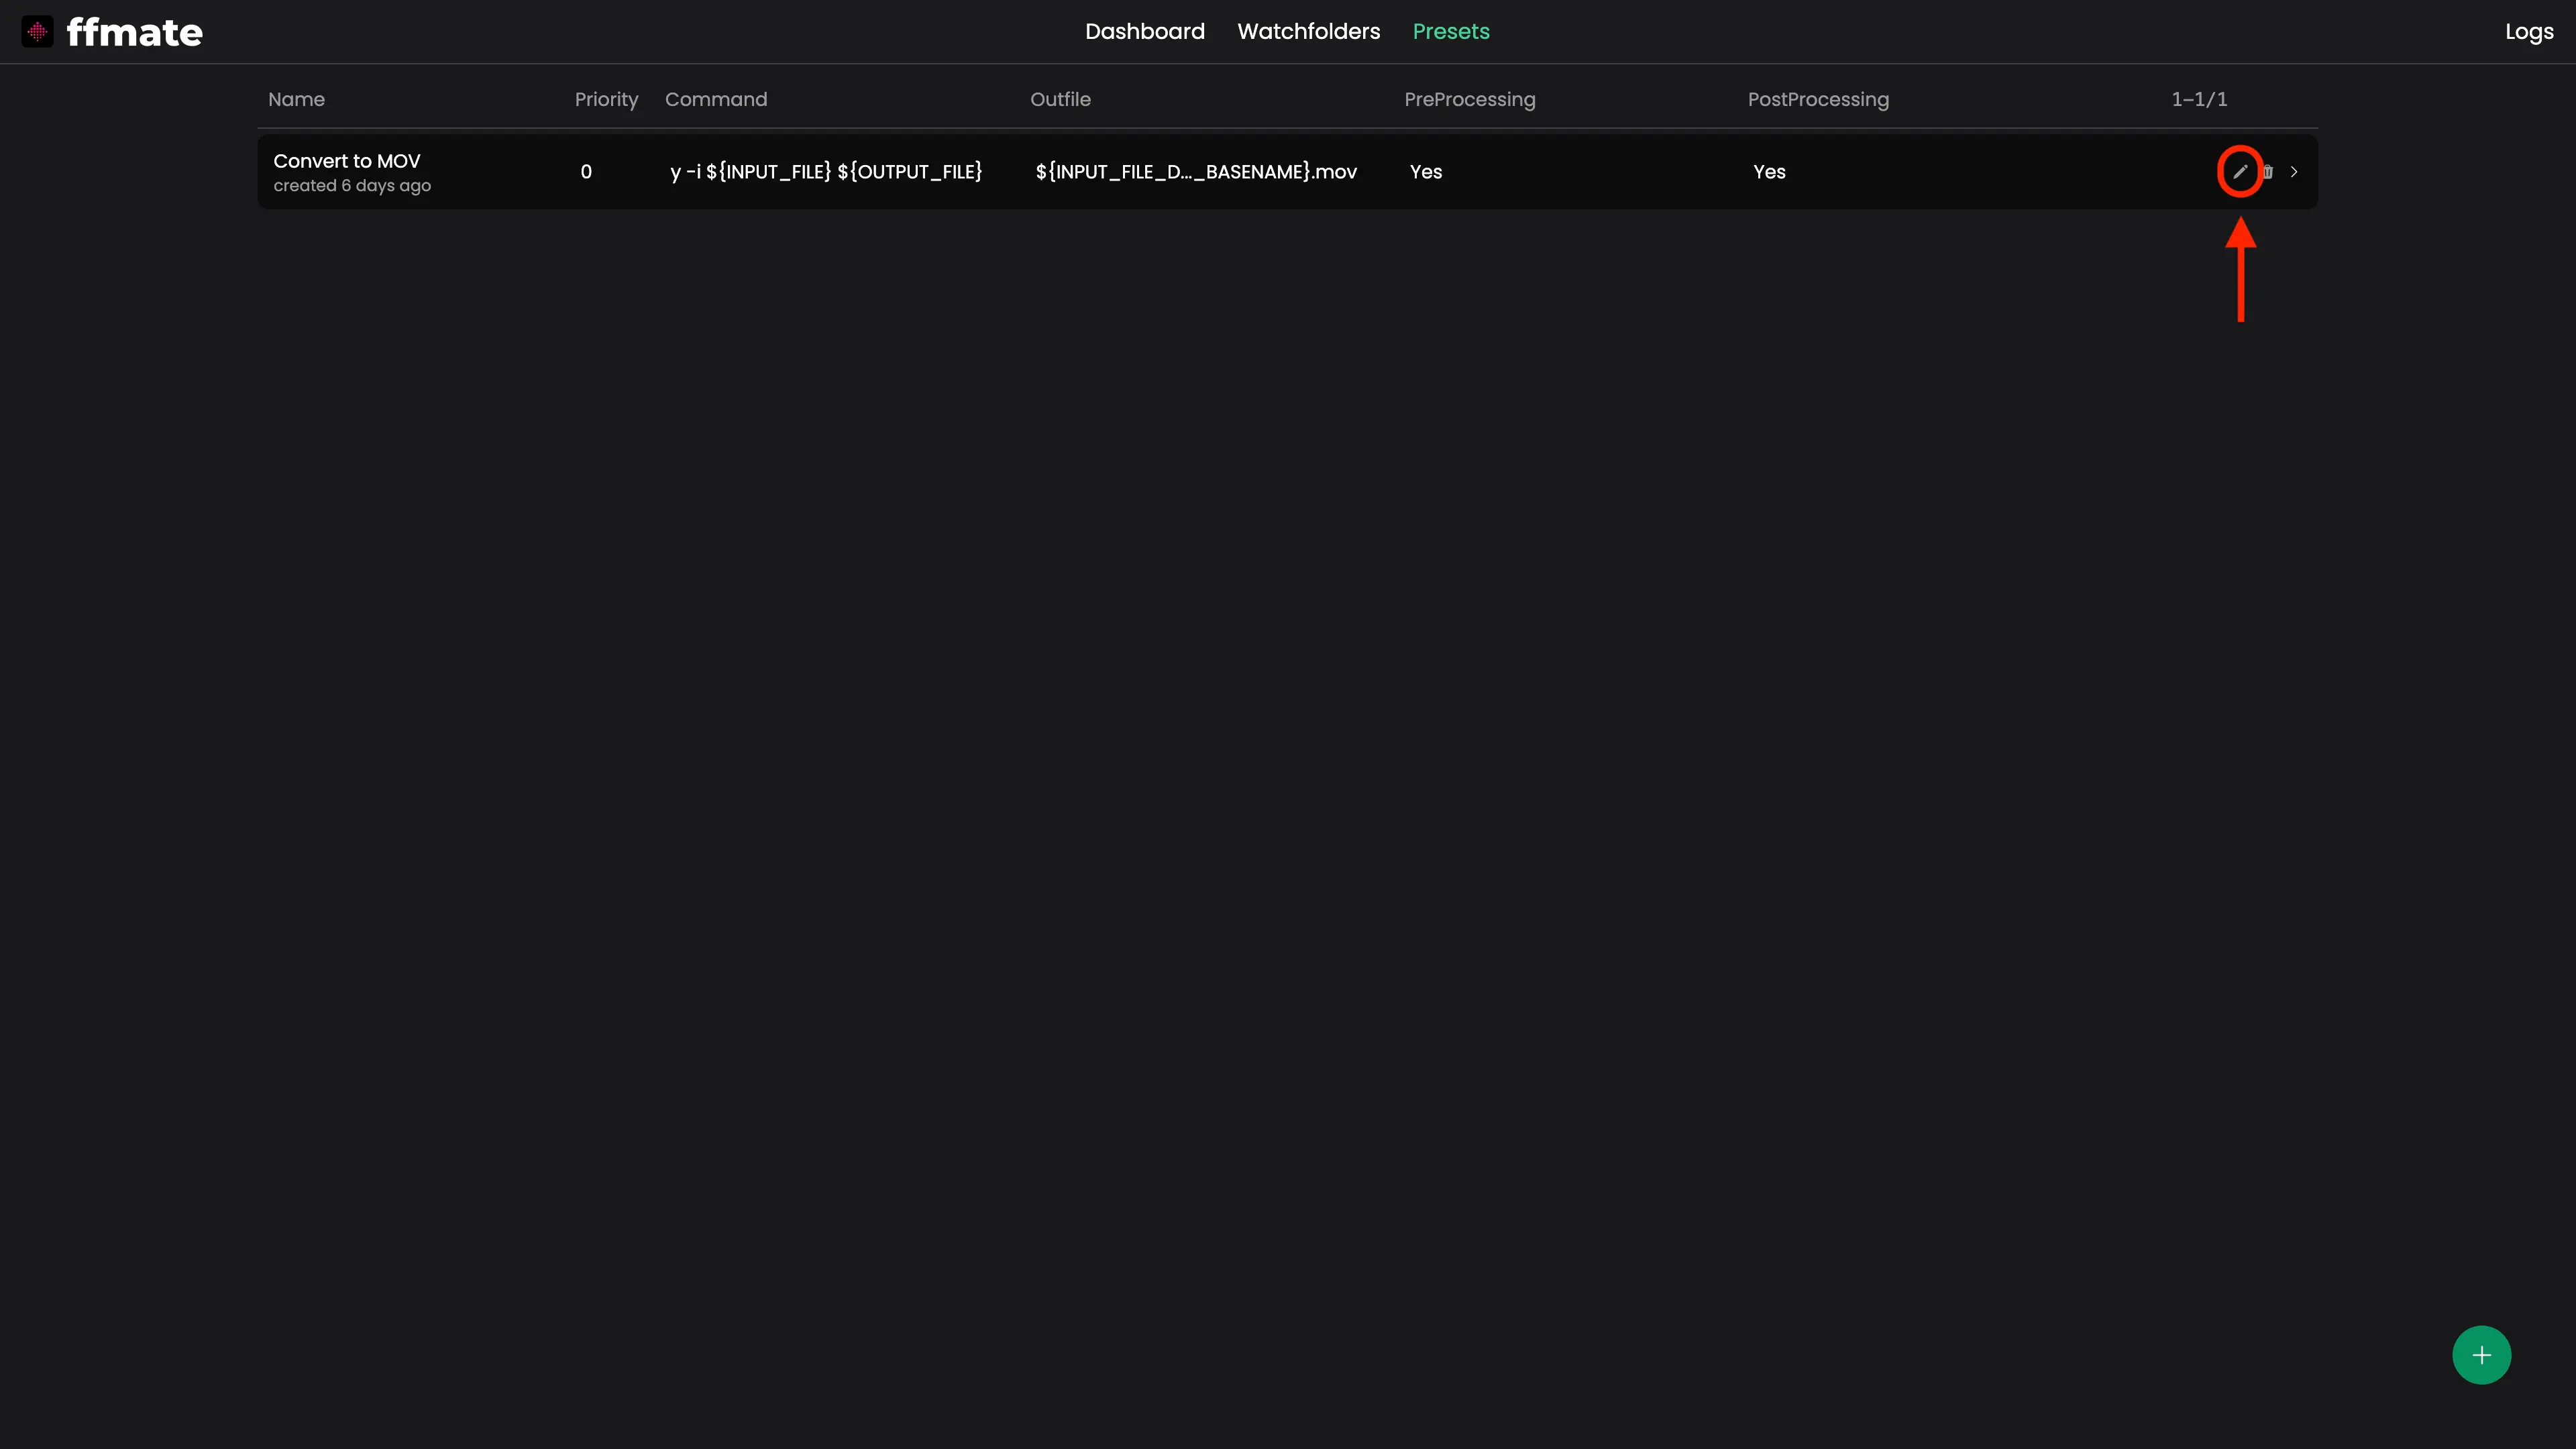 ffmate
Dashboard Watchfolders Presets
Logs
Name Priority Command Outfile PreProcessing PostProcessing 1–1/1
Convert to MOV 0 y -i ${INPUT_FILE} ${OUTPUT_FILE} ${INPUT_FILE_D..._BASENAME}.mov Yes Yes
created 6 days ago